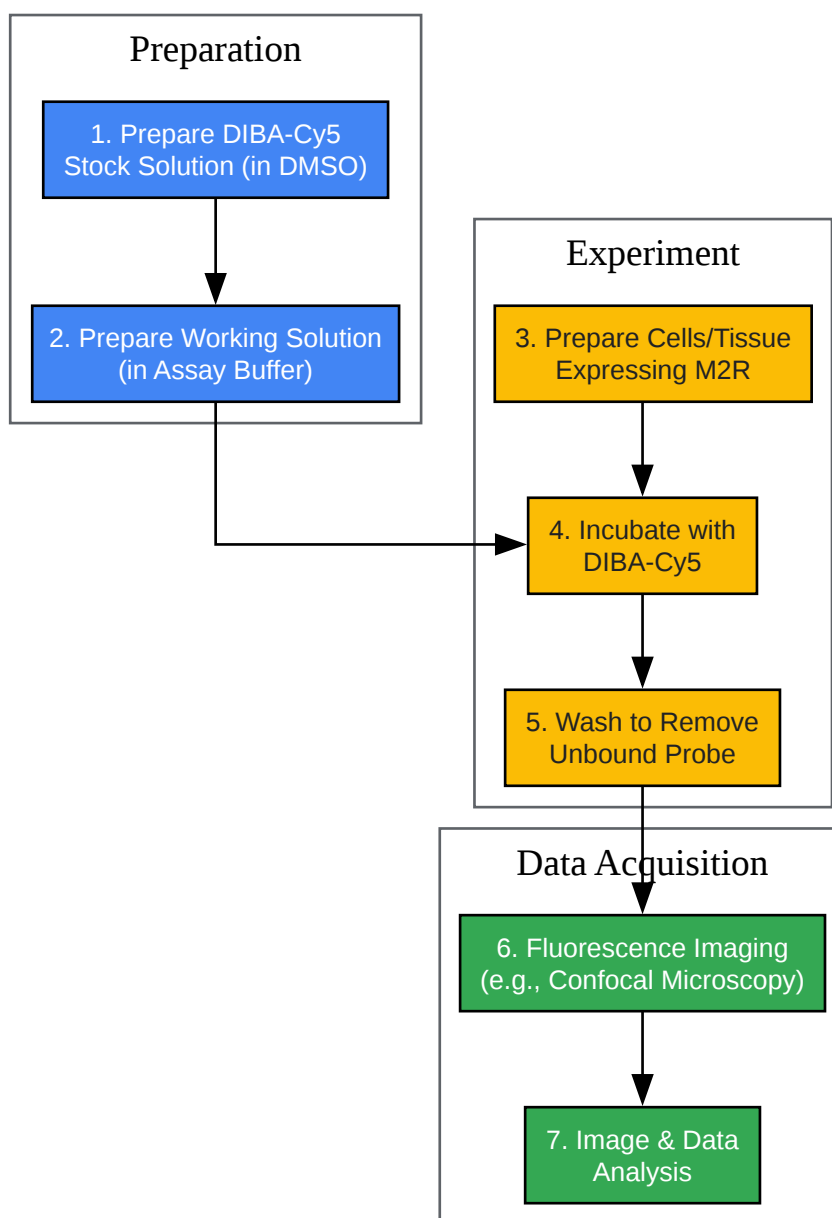 Preparation
1. Prepare DIBA-Cy5
Stock Solution (in DMSO)
2. Prepare Working Solution
(in Assay Buffer)
Experiment
3. Prepare Cells/Tissue
Expressing M2R
4. Incubate with
DIBA-Cy5
5. Wash to Remove
Unbound Probe
Data Acquisition
6. Fluorescence Imaging
(e.g., Confocal Microscopy)
7. Image & Data
Analysis